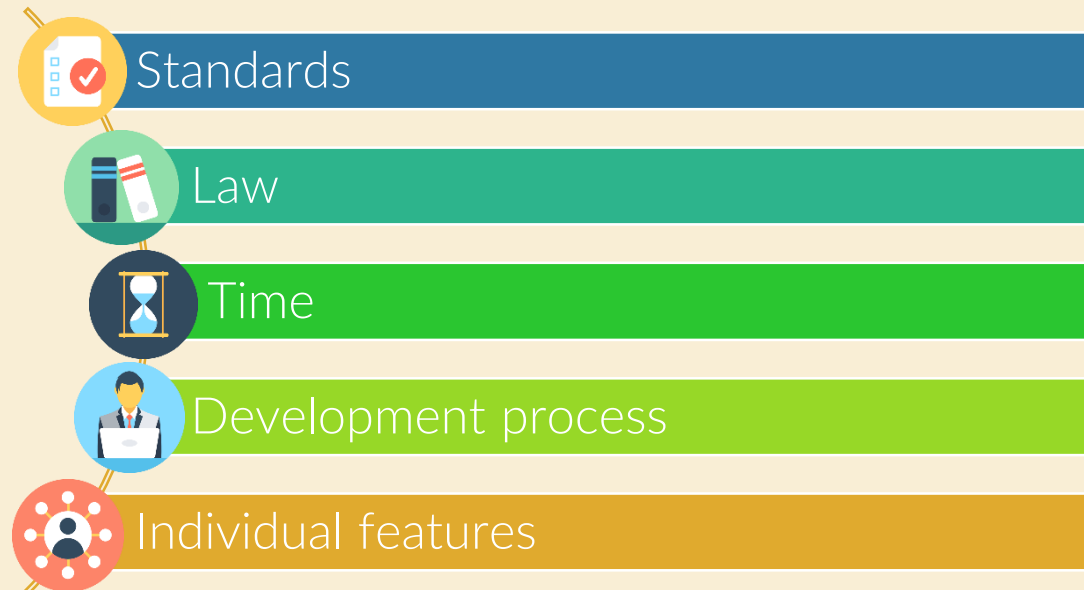 Standards
Law
Time
Development process
Individual features